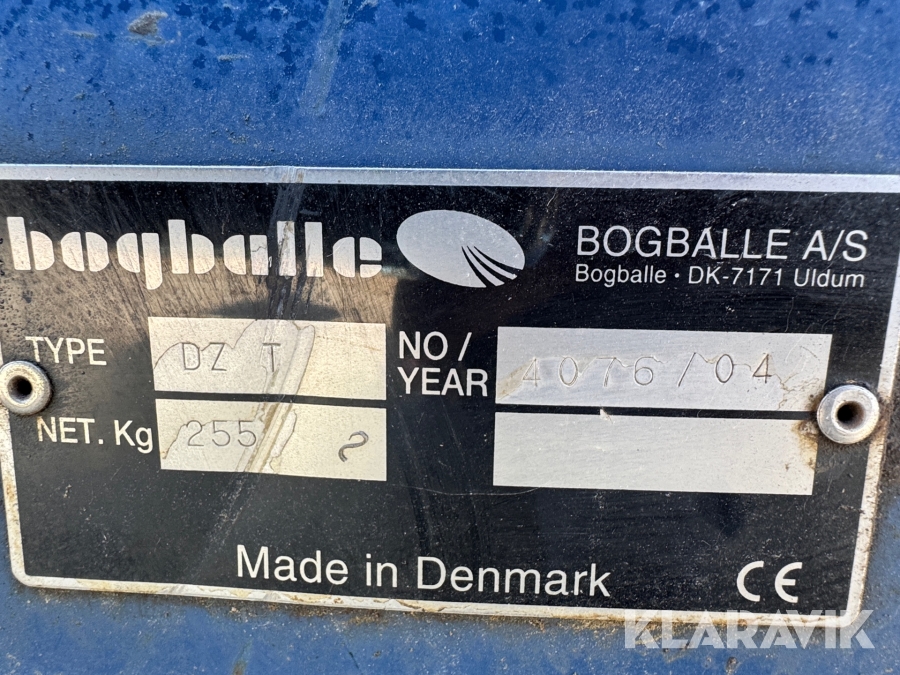 bogballe
BOGBALLE A/S
Bogballe · DK-7171 Uldum
TYPE DZ T
NO/ YEAR 4076/04
NET. Kg 255
Made in Denmark CE
KLARAVIK